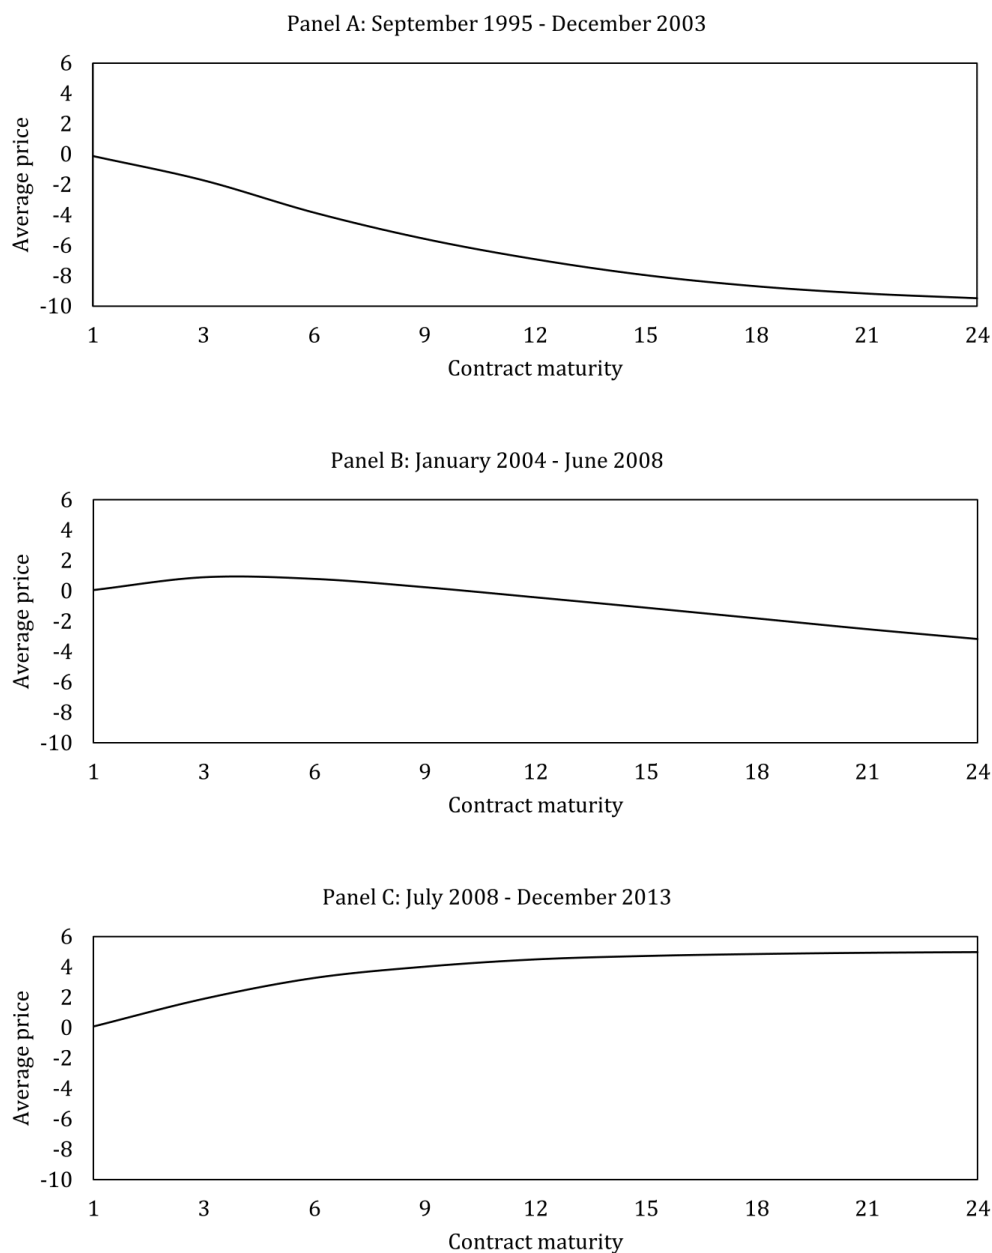 Panel A: September 1995 - December 2003
6
4
2
0
-2
-4
-6
-8
-10
Average price
1 3 6 9 12 15 18 21 24
Contract maturity
Panel B: January 2004 - June 2008
6
4
2
0
-2
-4
-6
-8
-10
Average price
1 3 6 9 12 15 18 21 24
Contract maturity
Panel C: July 2008 - December 2013
6
4
2
0
-2
-4
-6
-8
-10
Average price
1 3 6 9 12 15 18 21 24
Contract maturity